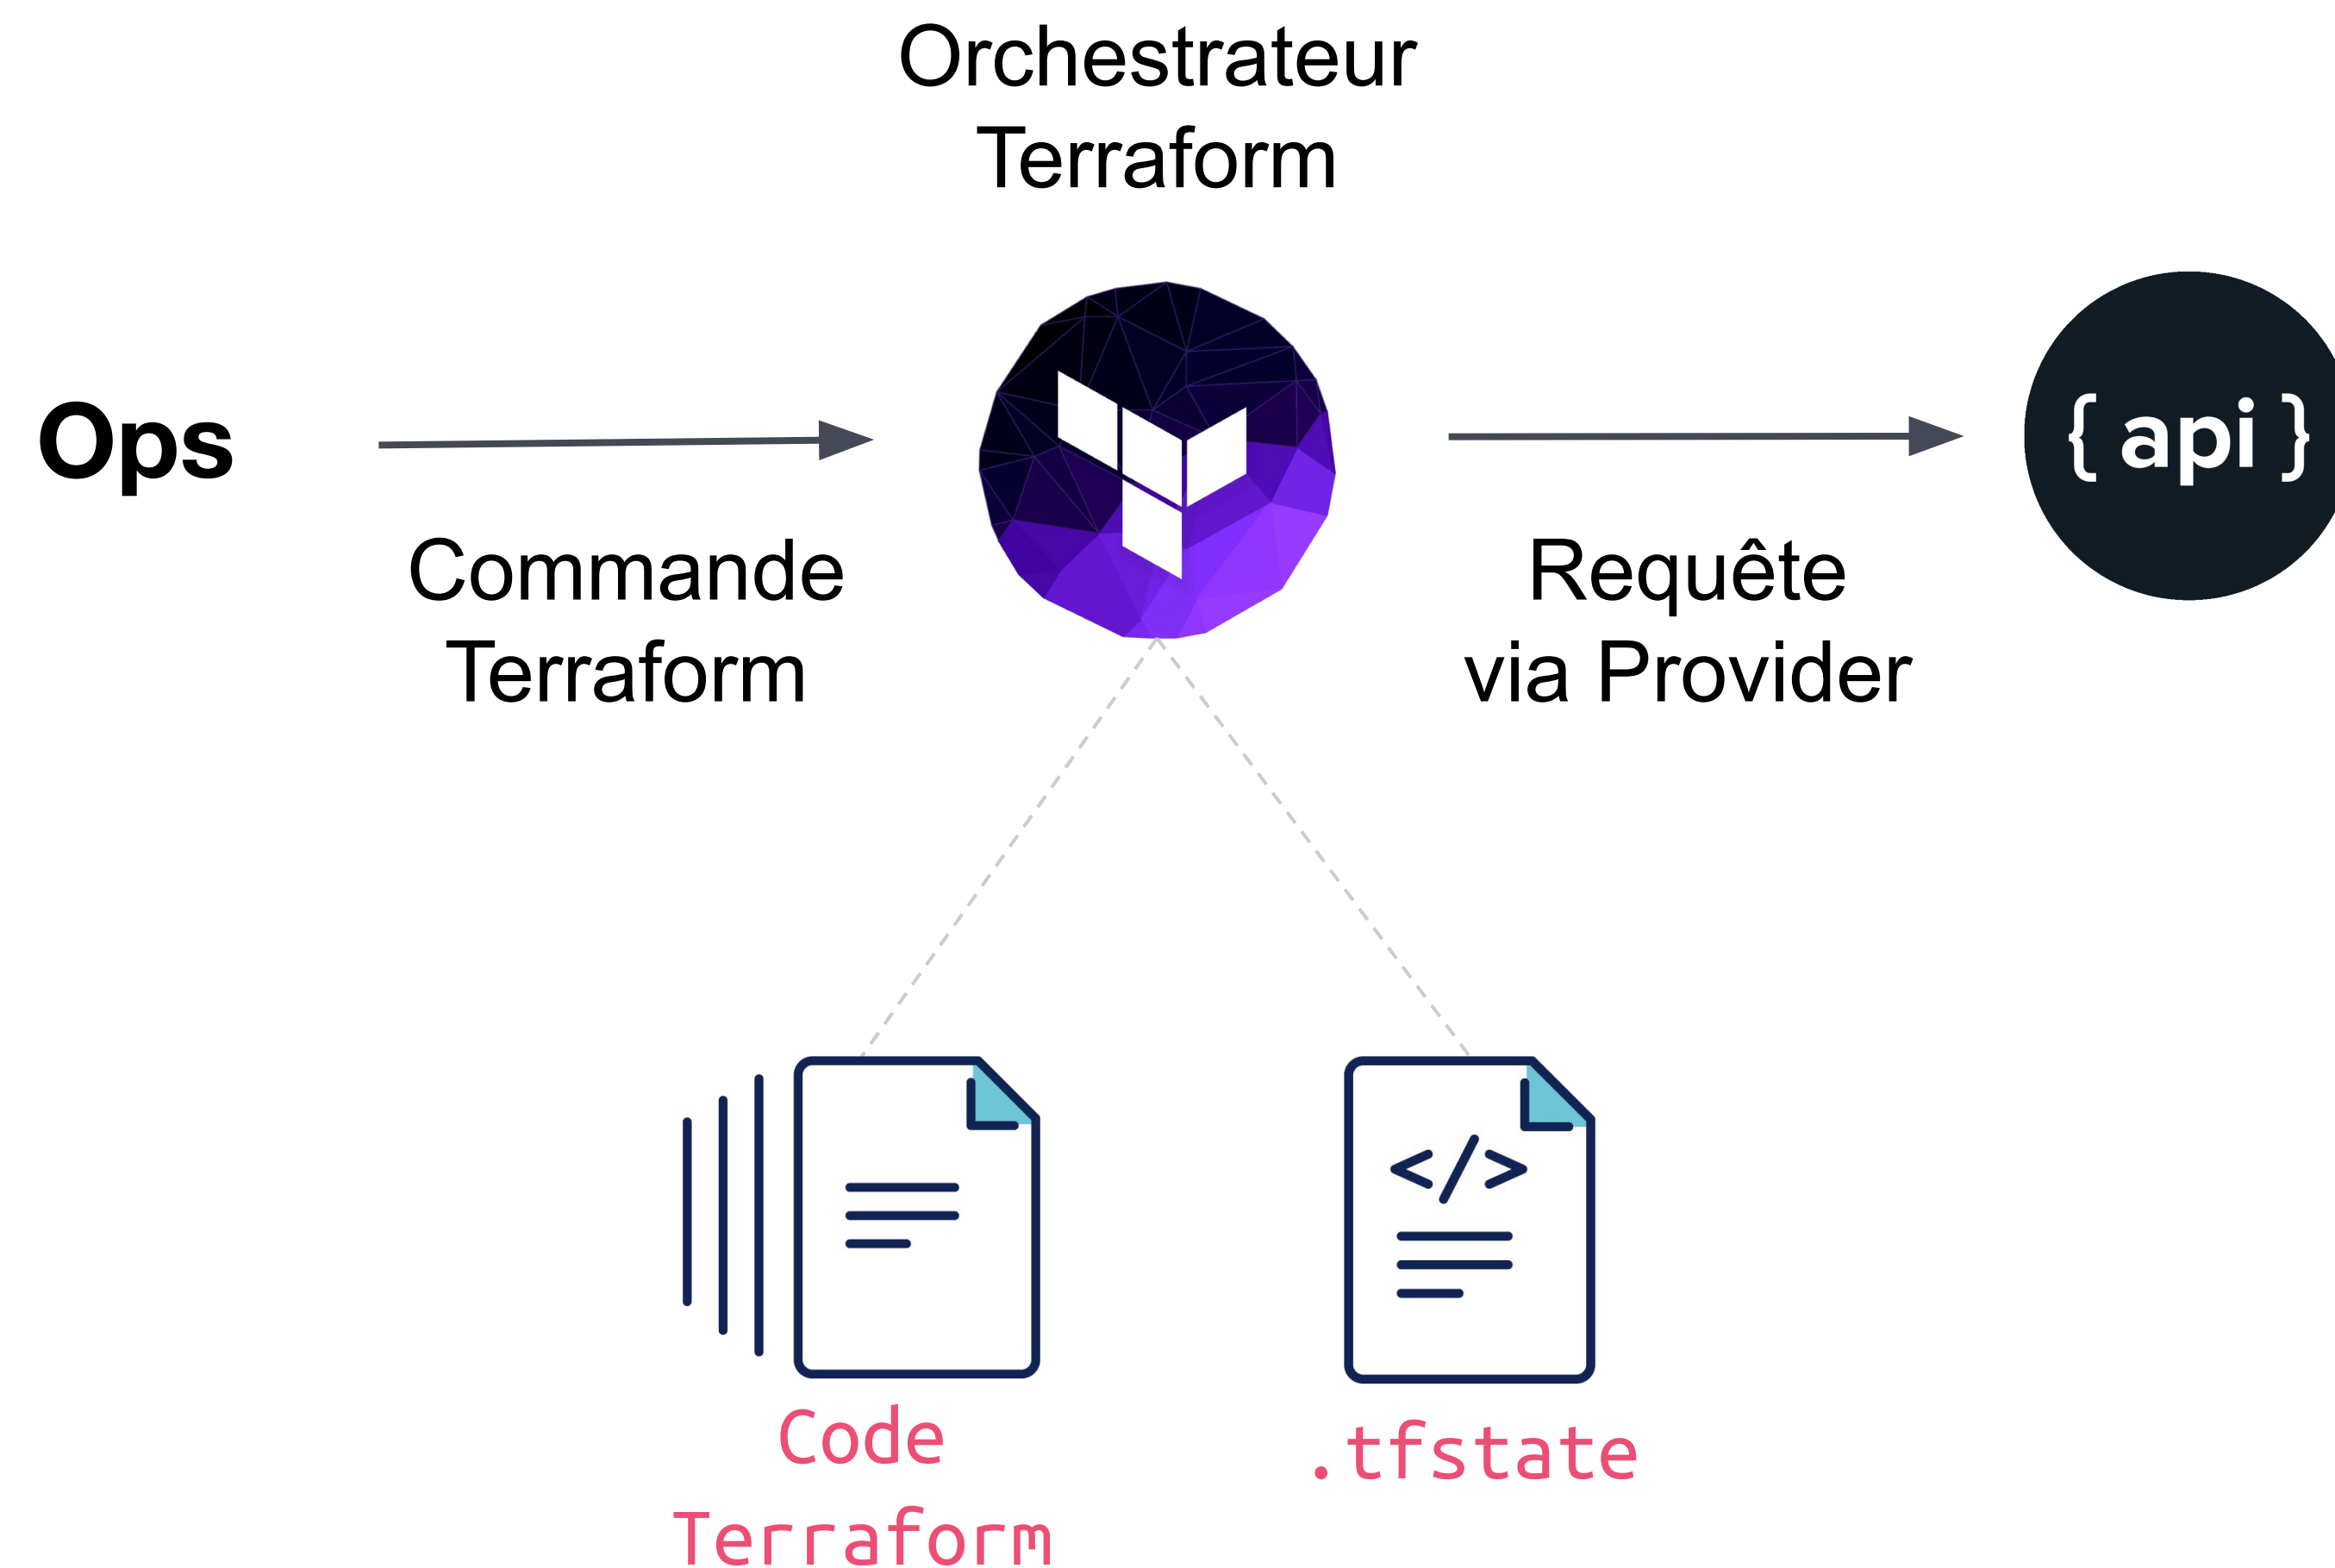 Orchestrateur
Terraform
Ops
{ api }
Commande
Terraform
Requête
via Provider
</>
Code
Terraform
.tfstate